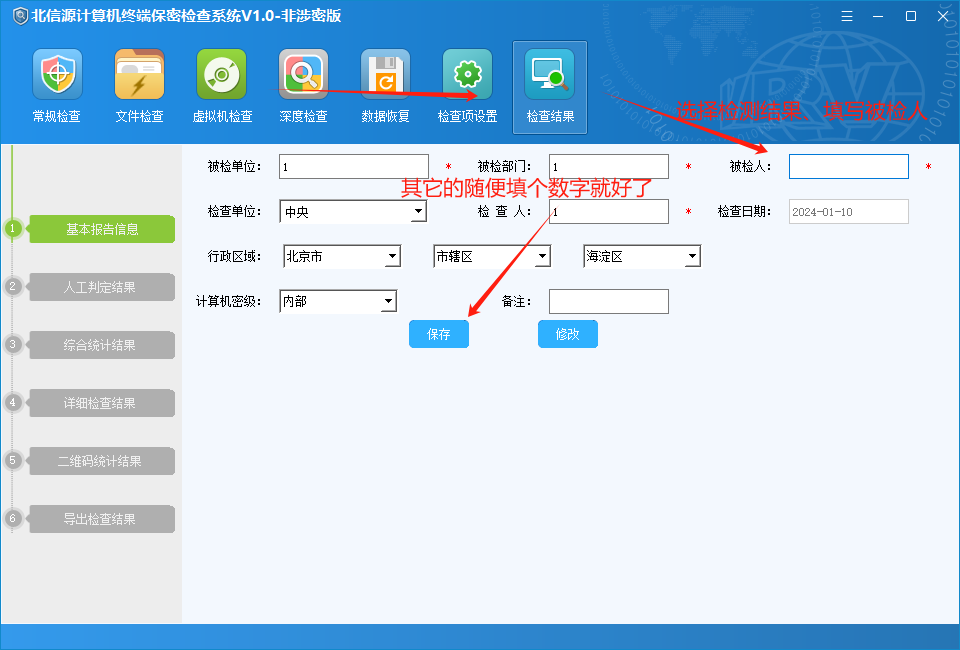 北信源计算机终端保密检查系统V1.0-非涉密版
常规检查 文件检查 虚拟机检查 深度检查 数据恢复 检查项设置 检查结果
选择检测结果、填写被检人
被检单位： 1 * 被检部门： 1 * 被检人： *
其它的随便填个数字就好了
检查单位： 中央 检 查 人： 1 * 检查日期： 2024-01-10
行政区域： 北京市 市辖区 海淀区
计算机密级： 内部 备注：
保存 修改
1 基本报告信息
2 人工判定结果
3 综合统计结果
4 详细检查结果
5 二维码统计结果
6 导出检查结果